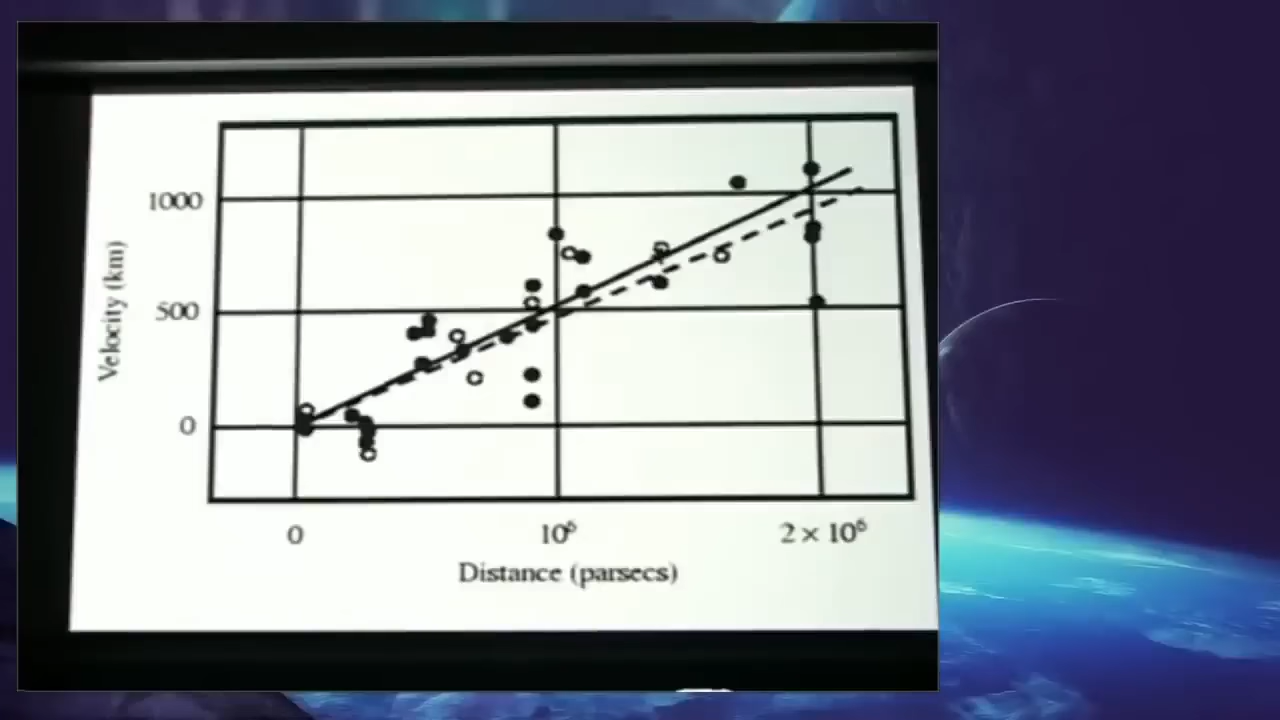 1000
500
0
Velocity (km)
0
10⁶
2 × 10⁶
Distance (parsecs)